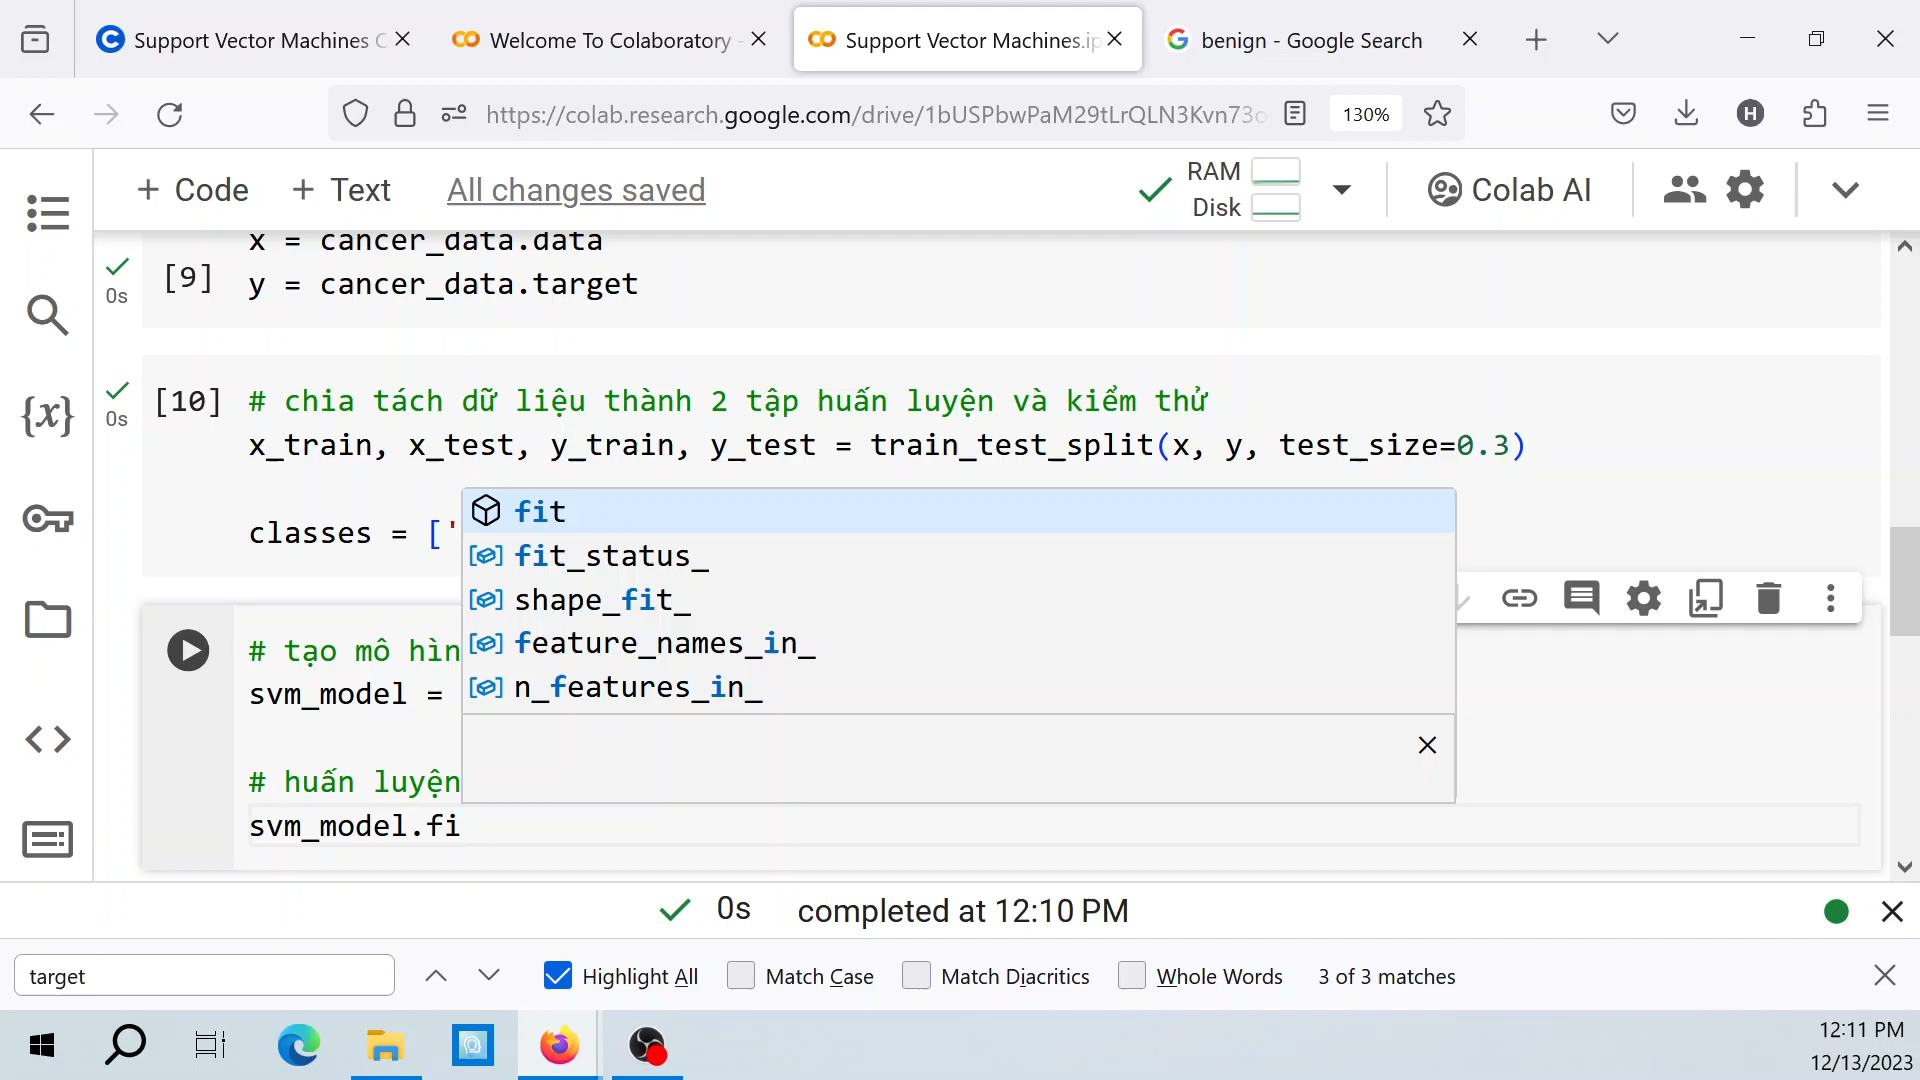 Support Vector Machines C
Welcome To Colaboratory -
Support Vector Machines.ip
benign - Google Search
https://colab.research.google.com/drive/1bUSPbwPaM29tLrQLN3Kvn73o
130%
H
+ Code + Text All changes saved
RAM
Disk
Colab AI
x = cancer_data.data
[9] y = cancer_data.target
0s
[10] # chia tách dữ liệu thành 2 tập huấn luyện và kiểm thử
0s
x_train, x_test, y_train, y_test = train_test_split(x, y, test_size=0.3)
classes = ['
fit
fit_status_
shape_fit_
feature_names_in_
n_features_in_
# tạo mô hìn
svm_model =
# huấn luyện
svm_model.fi
0s completed at 12:10 PM
target
Highlight All
Match Case
Match Diacritics
Whole Words
3 of 3 matches
12:11 PM
12/13/2023